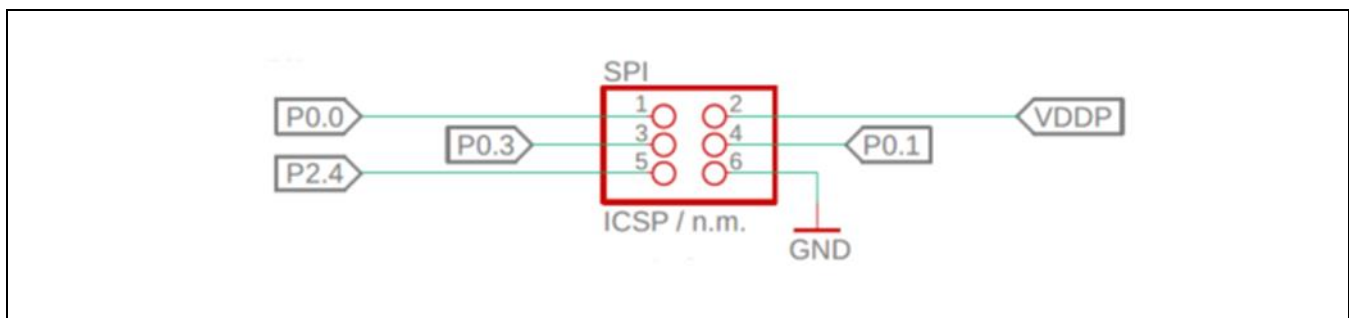 SPI
P0.0 1 2 VDDP
P0.3 3 4 P0.1
P2.4 5 6
ICSP / n.m.
GND